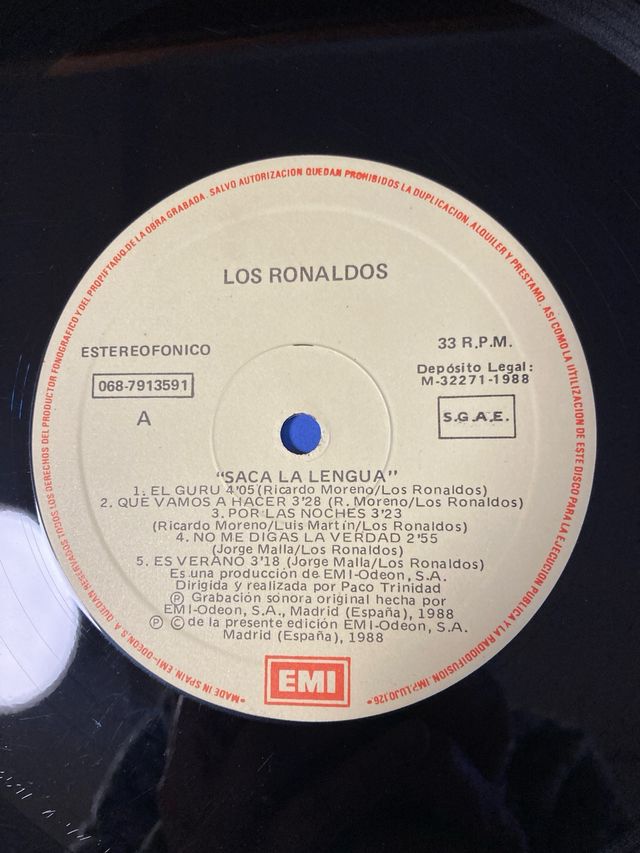 LOS RONALDOS
ESTEREOFONICO
068-7913591
A
33 R.P.M.
Depósito Legal:
M-32271-1988
S.G.A.E.
"SACA LA LENGUA"
1. EL GURU 4'05 (Ricardo Moreno/Los Ronaldos)
2. QUE VAMOS A HACER 3'28 (R. Moreno/Los Ronaldos)
3. POR LAS NOCHES 3'23
(Ricardo Moreno/Luis Martín/Los Ronaldos)
4. NO ME DIGAS LA VERDAD 2'55
(Jorge Malla/Los Ronaldos)
5. ES VERANO 3'18 (Jorge Malla/Los Ronaldos)
Es una producción de EMI-Odeon, S.A.
Dirigida y realizada por Paco Trinidad
Ⓟ Grabación sonora original hecha por
EMI-Odeon, S.A., Madrid (España), 1988
Ⓟ © de la presente edición EMI-Odeon, S.A.
Madrid (España), 1988
EMI
•MADE IN SPAIN. EMI-ODEON, S.A. QUEDAN RESERVADAS TODOS LOS DERECHOS DEL PRODUCTOR FONOGRAFICO Y DEL PROPIETARIO DE LA OBRA GRABADA. SALVO AUTORIZACION QUEDAN PROHIBIDOS LA DUPLICACION, ALQUILER Y PRESTAMO, ASI COMO LA UTILIZACION DE ESTE DISCO PARA LA EJECUCION PUBLICA Y LA RADIODIFUSION. IMP. LUJO, 126•